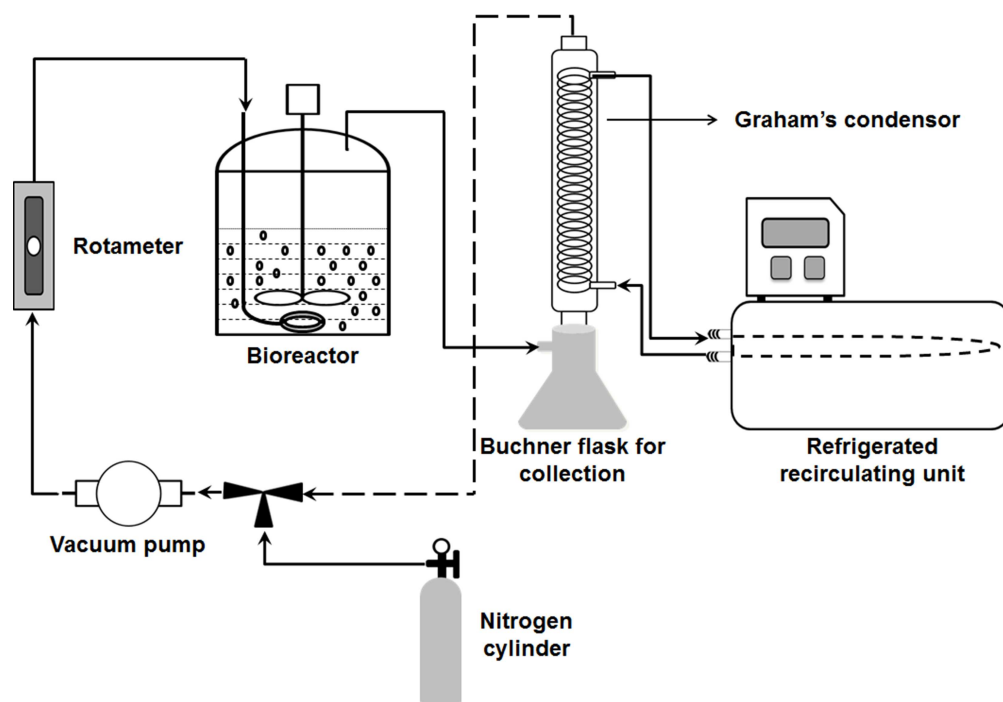 Graham's condensor
Rotameter
Bioreactor
Buchner flask for
collection
Refrigerated
recirculating unit
Vacuum pump
Nitrogen
cylinder